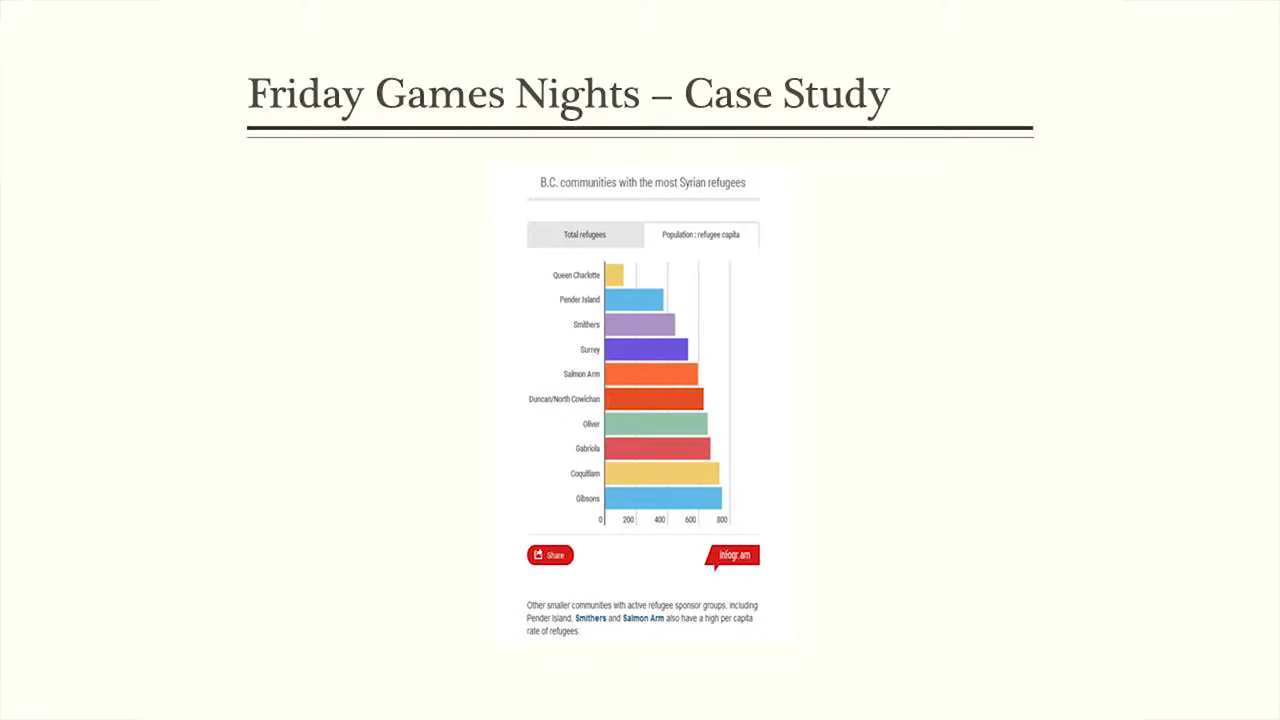 Friday Games Nights – Case Study
B.C. communities with the most Syrian refugees
Total refugees
Population : refugee capita
Queen Charlotte
Pender Island
Smithers
Surrey
Salmon Arm
Duncan/North Cowichan
Oliver
Gabriola
Coquitlam
Gibsons
0 200 400 600 800
Share
infogr.am
Other smaller communities with active refugee sponsor groups, including
Pender Island, Smithers and Salmon Arm also have a high per capita
rate of refugees.